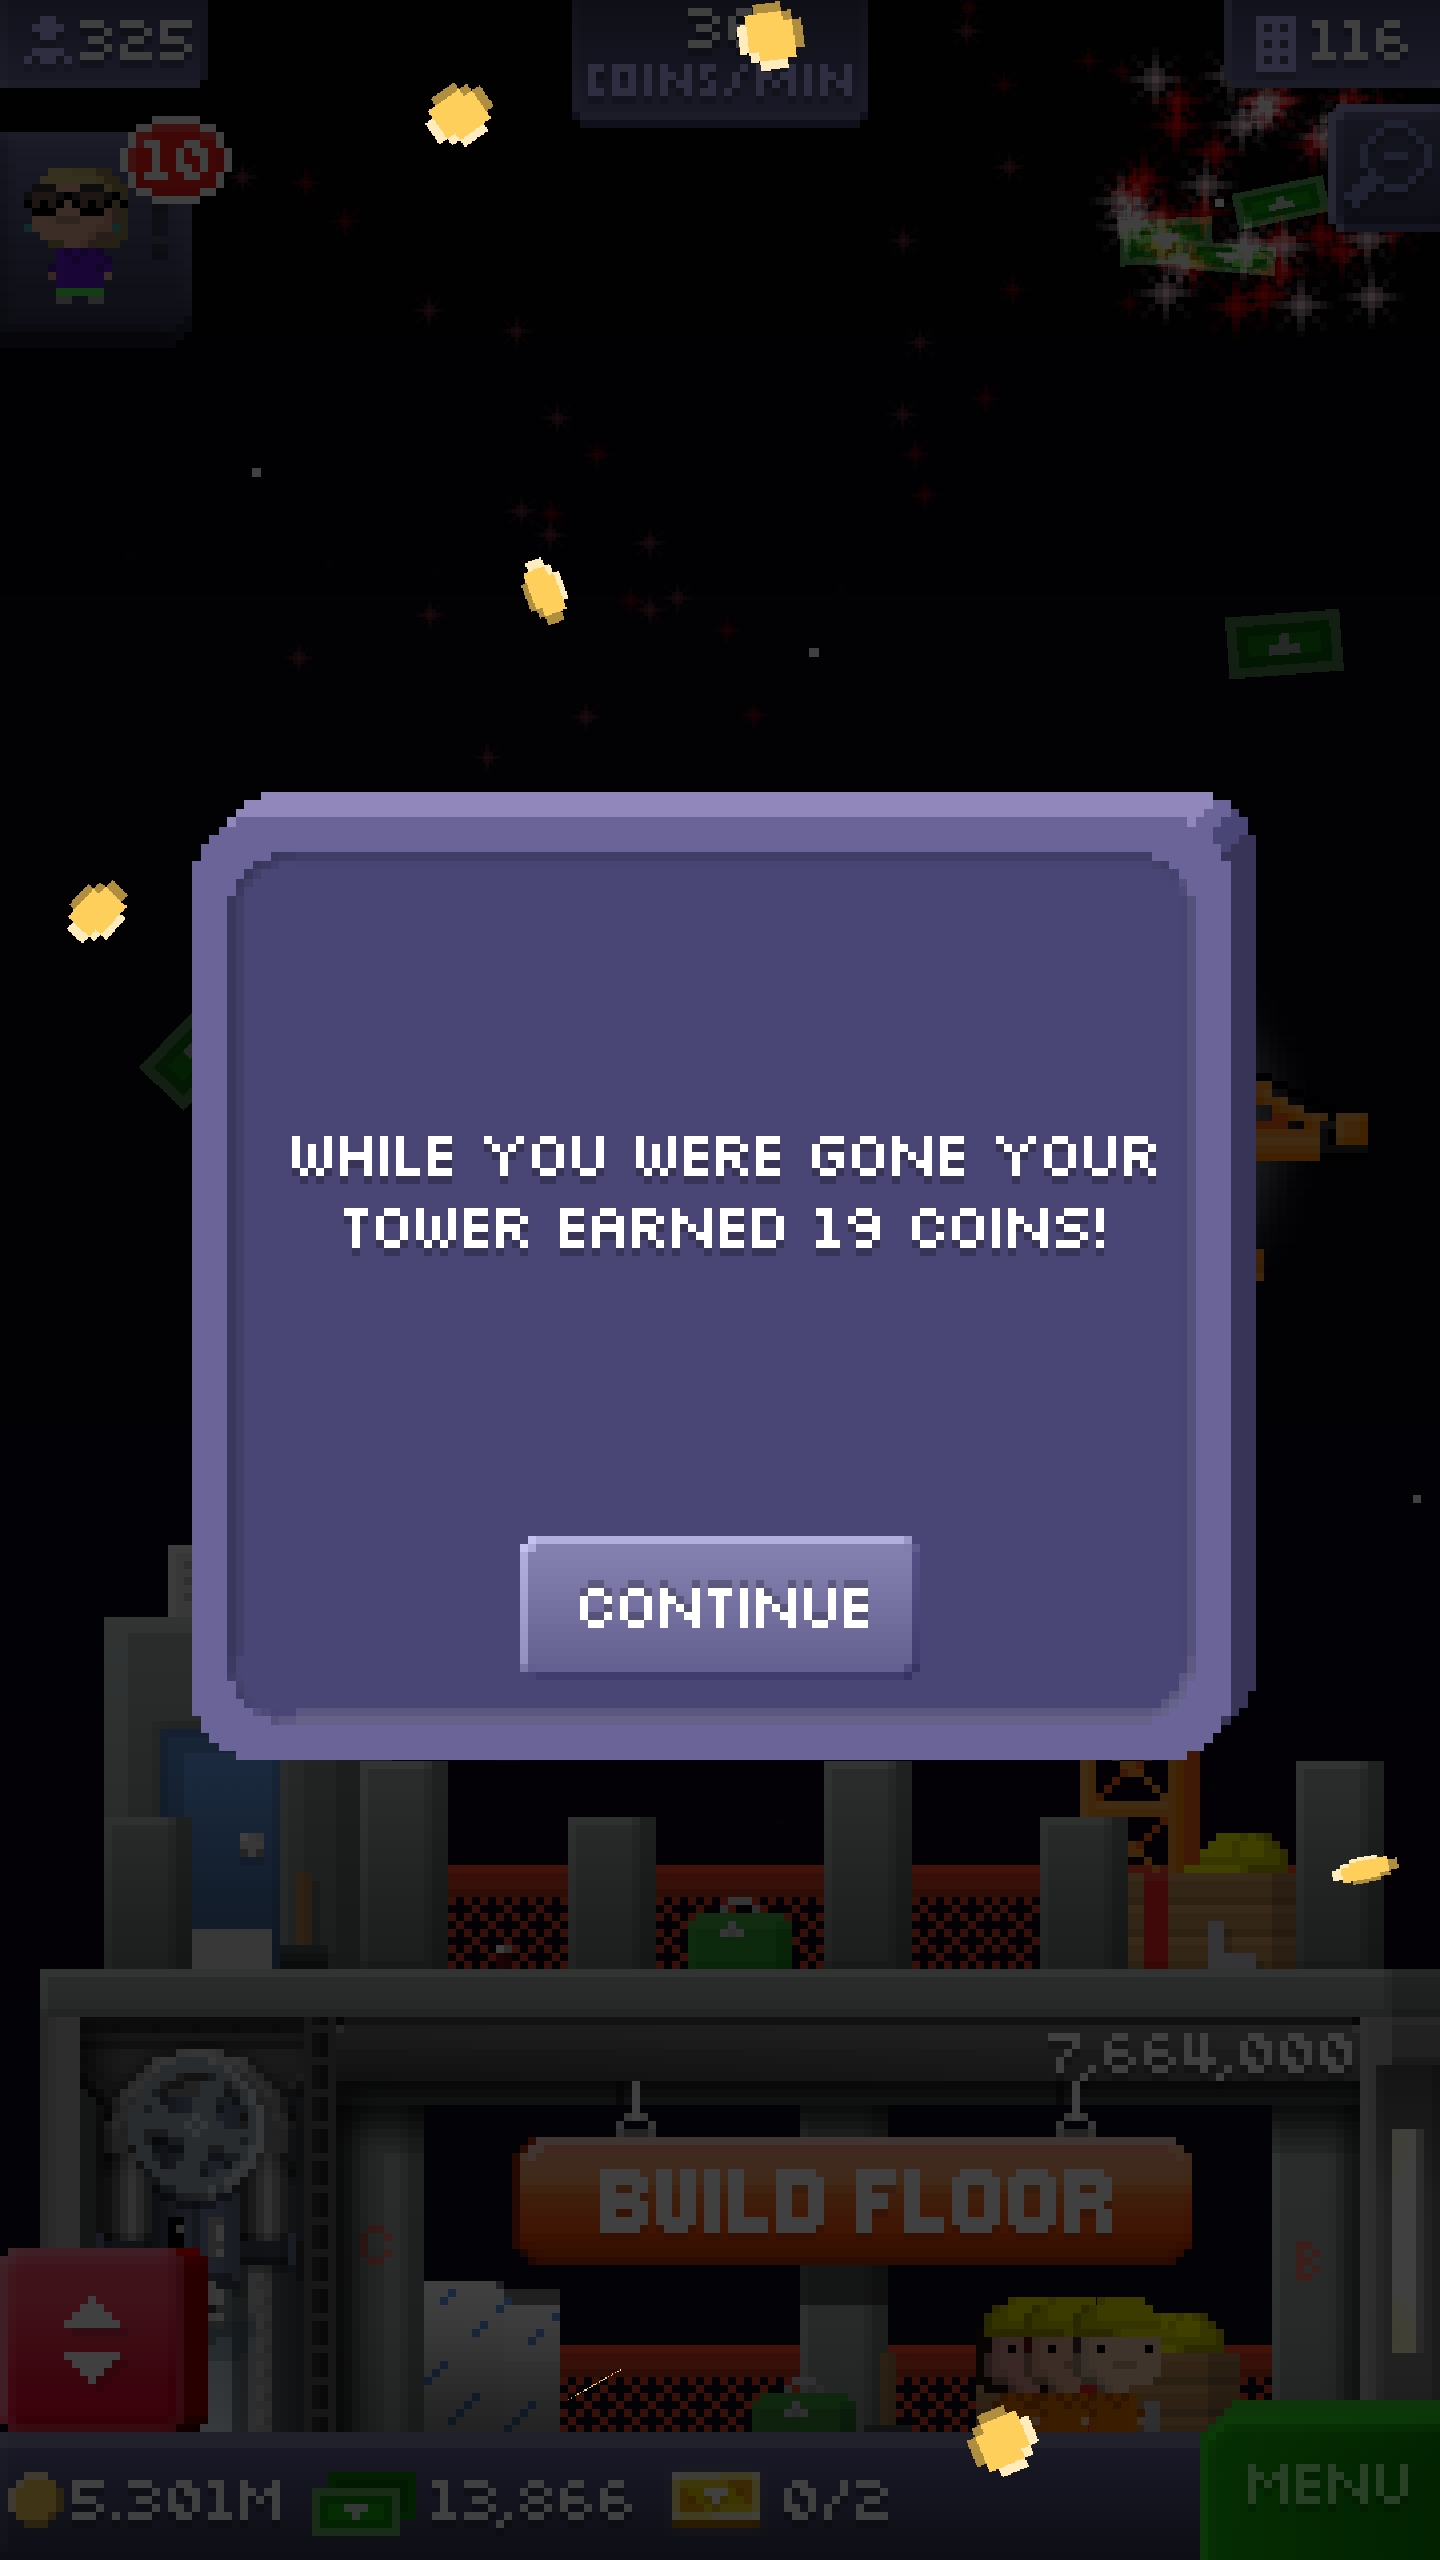 325
COINS/MIN
116
10
WHILE YOU WERE GONE YOUR
TOWER EARNED 19 COINS!
CONTINUE
7,664,000
BUILD FLOOR
C
B
5.301M
13,866
0/2
MENU